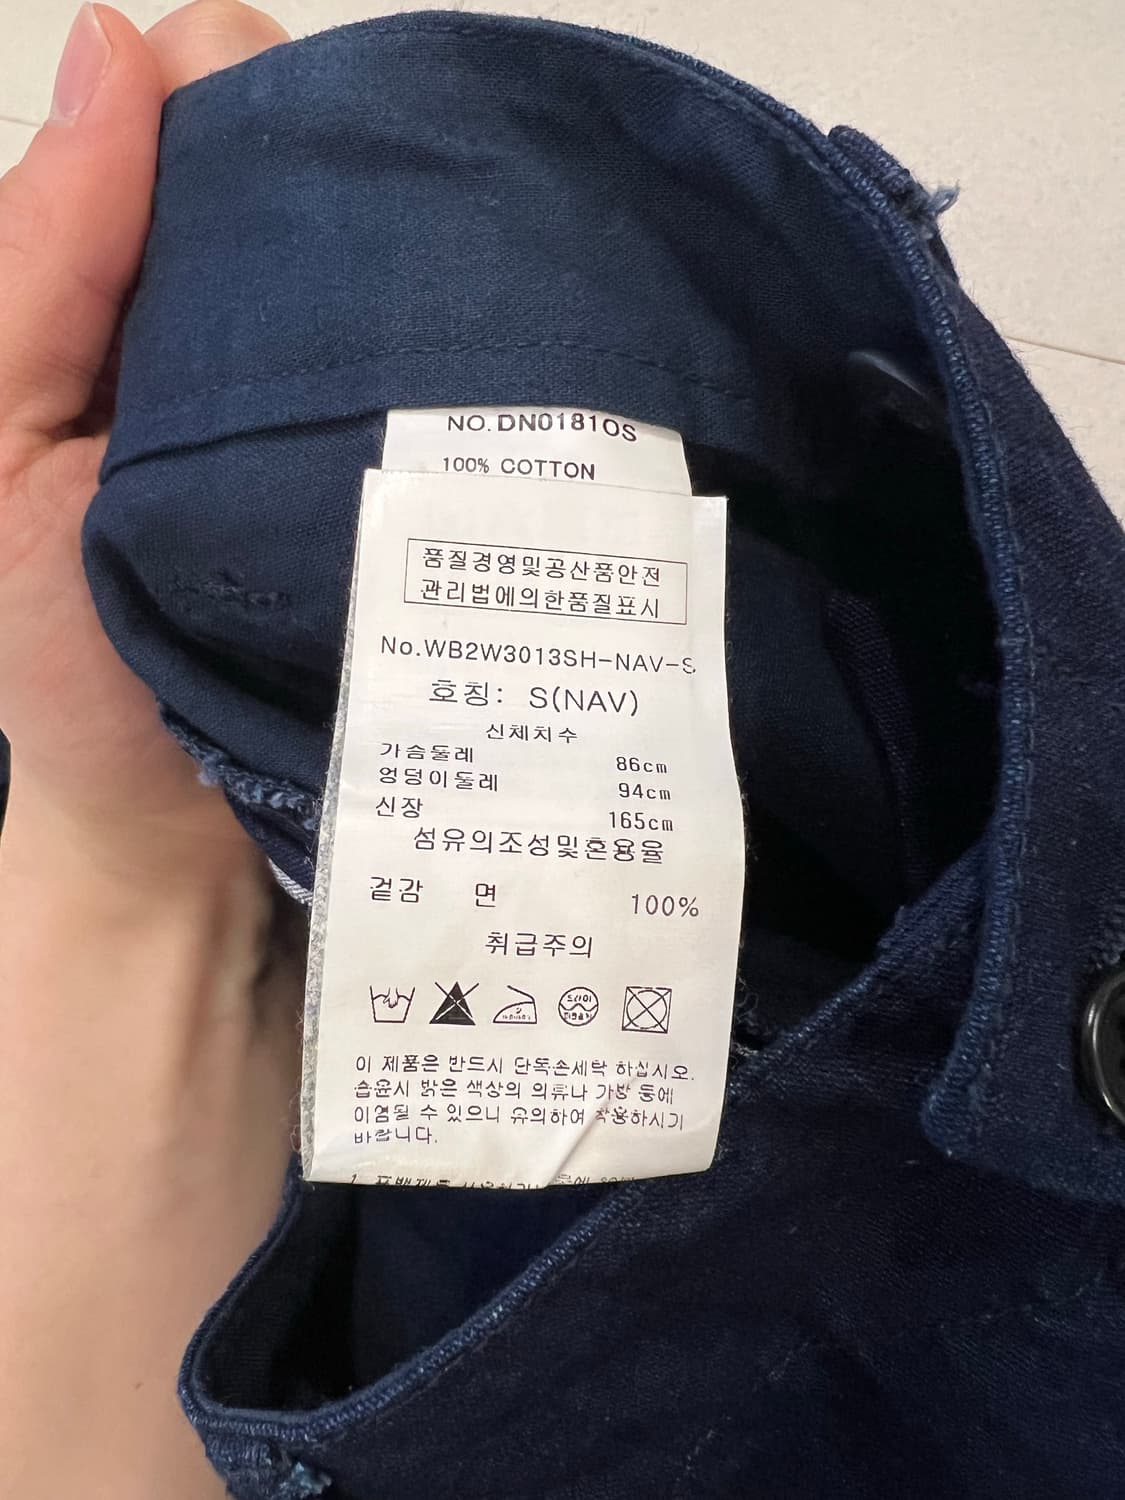 NO. DN0181OS
100% COTTON
품질경영및공산품안전
관리법에의한품질표시
No.WB2W3013SH-NAV-S
호칭: S(NAV)
신체치수
가슴둘레 86cm
엉덩이둘레 94cm
신장 165cm
섬유의조성및혼용율
겉감 면 100%
취급주의
드라이
이 제품은 반드시 단독손세탁 하십시오.
습윤시 밝은 색상의 의류나 가방 등에
이염될 수 있으니 유의하여 착용하시기
바랍니다.
1.